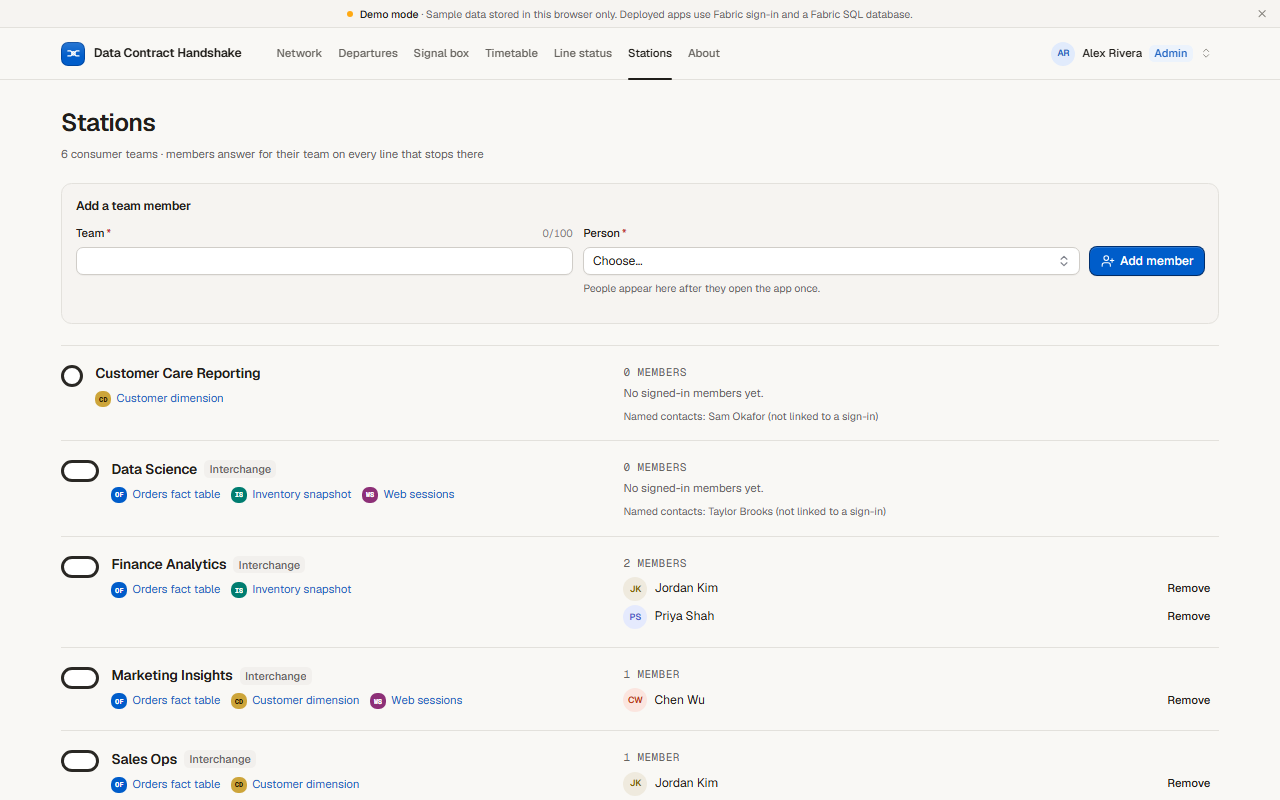 Demo mode · Sample data stored in this browser only. Deployed apps use Fabric sign-in and a Fabric SQL database.
Data Contract Handshake
Network Departures Signal box Timetable Line status Stations About
AR Alex Rivera Admin
Stations
6 consumer teams · members answer for their team on every line that stops there
Add a team member
Team * 0/100 Person *
Choose… Add member
People appear here after they open the app once.
Customer Care Reporting
CD Customer dimension
0 MEMBERS
No signed-in members yet.
Named contacts: Sam Okafor (not linked to a sign-in)
Data Science Interchange
OF Orders fact table IS Inventory snapshot WS Web sessions
0 MEMBERS
No signed-in members yet.
Named contacts: Taylor Brooks (not linked to a sign-in)
Finance Analytics Interchange
OF Orders fact table IS Inventory snapshot
2 MEMBERS
JK Jordan Kim Remove
PS Priya Shah Remove
Marketing Insights Interchange
OF Orders fact table CD Customer dimension WS Web sessions
1 MEMBER
CW Chen Wu Remove
Sales Ops Interchange
OF Orders fact table CD Customer dimension
1 MEMBER
JK Jordan Kim Remove